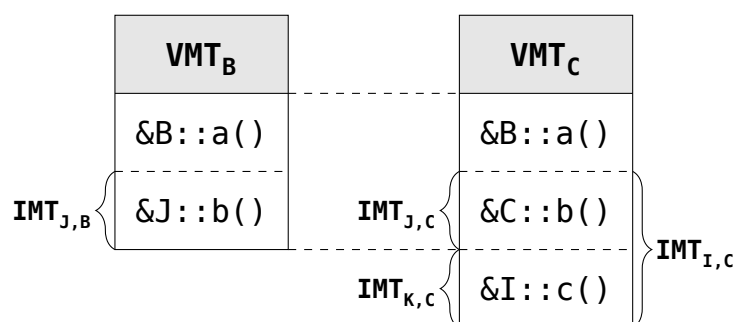 VMT_B
VMT_C
&B::a()
&B::a()
IMT_J,B
&J::b()
IMT_J,C
&C::b()
IMT_I,C
IMT_K,C
&I::c()